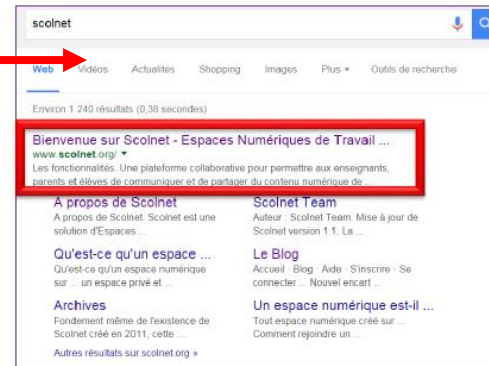 scolnet
Web Vidéos Actualités Shopping Images Plus Outils de recherche
Environ 1 240 résultats (0,38 secondes)
Bienvenue sur Scolnet - Espaces Numériques de Travail ...
www.scolnet.org/
Les fonctionnalités. Une plateforme collaborative pour permettre aux enseignants,
parents et élèves de communiquer et de partager du contenu numérique de ...
A propos de Scolnet
A propos de Scolnet. Scolnet est une
solution d'Espaces ...
Scolnet Team
Auteur : Scolnet Team. Mise à jour de
Scolnet version 1.1. La ...
Qu'est-ce qu'un espace ...
Qu'est-ce qu'un espace numérique
sur ... un espace privé et ...
Le Blog
Accueil · Blog · Aide · S'inscrire · Se
connecter ... Nouvel encart ...
Archives
Fondement même de l'existence de
Scolnet créé en 2011, cette ...
Un espace numérique est-il ...
Tout espace numérique créé sur ...
Comment rejoindre un ...
Autres résultats sur scolnet.org »